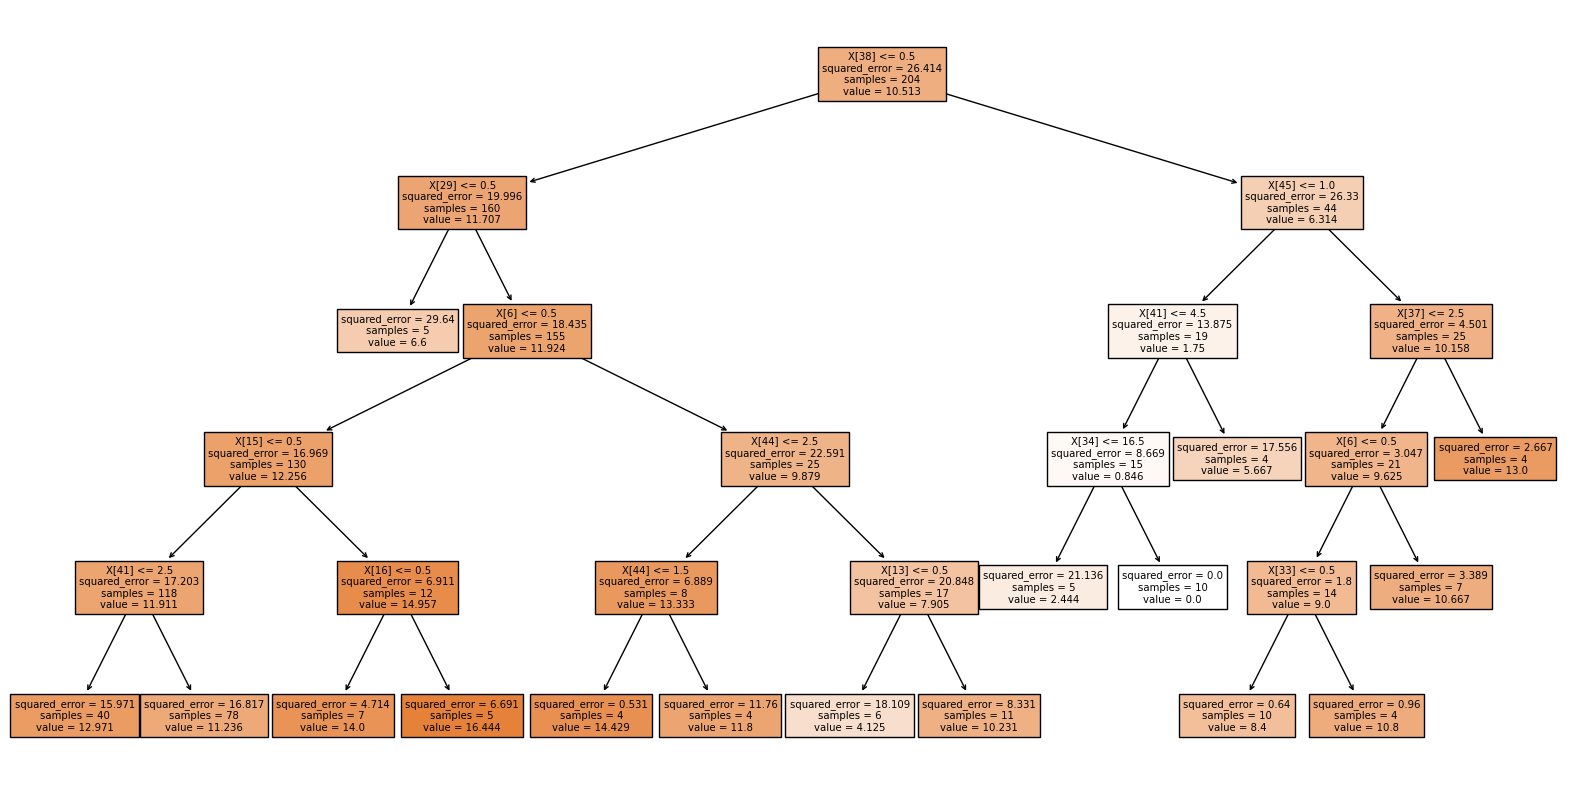 X[38] <= 0.5
squared_error = 26.414
samples = 204
value = 10.513
X[29] <= 0.5
squared_error = 19.996
samples = 160
value = 11.707
X[45] <= 1.0
squared_error = 26.33
samples = 44
value = 6.314
squared_error = 29.64
samples = 5
value = 6.6
X[6] <= 0.5
squared_error = 18.435
samples = 155
value = 11.924
X[41] <= 4.5
squared_error = 13.875
samples = 19
value = 1.75
X[37] <= 2.5
squared_error = 4.501
samples = 25
value = 10.158
X[15] <= 0.5
squared_error = 16.969
samples = 130
value = 12.256
X[44] <= 2.5
squared_error = 22.591
samples = 25
value = 9.879
X[34] <= 16.5
squared_error = 8.669
samples = 15
value = 0.846
squared_error = 17.556
samples = 4
value = 5.667
X[6] <= 0.5
squared_error = 3.047
samples = 21
value = 9.625
squared_error = 2.667
samples = 4
value = 13.0
X[41] <= 2.5
squared_error = 17.203
samples = 118
value = 11.911
X[16] <= 0.5
squared_error = 6.911
samples = 12
value = 14.957
X[44] <= 1.5
squared_error = 6.889
samples = 8
value = 13.333
X[13] <= 0.5
squared_error = 20.848
samples = 17
value = 7.905
squared_error = 21.136
samples = 5
value = 2.444
squared_error = 0.0
samples = 10
value = 0.0
X[33] <= 0.5
squared_error = 1.8
samples = 14
value = 9.0
squared_error = 3.389
samples = 7
value = 10.667
squared_error = 15.971
samples = 40
value = 12.971
squared_error = 16.817
samples = 78
value = 11.236
squared_error = 4.714
samples = 7
value = 14.0
squared_error = 6.691
samples = 5
value = 16.444
squared_error = 0.531
samples = 4
value = 14.429
squared_error = 11.76
samples = 4
value = 11.8
squared_error = 18.109
samples = 6
value = 4.125
squared_error = 8.331
samples = 11
value = 10.231
squared_error = 0.64
samples = 10
value = 8.4
squared_error = 0.96
samples = 4
value = 10.8